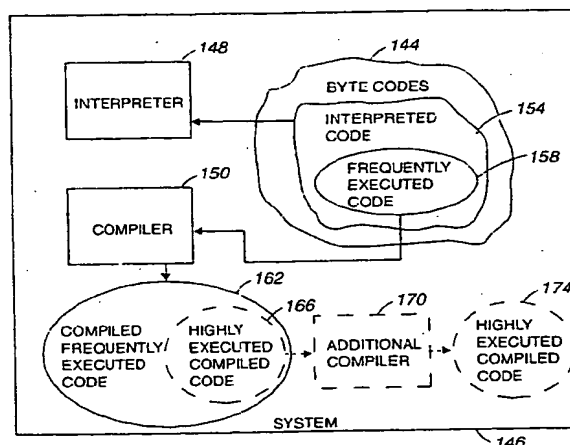 148
INTERPRETER
144
BYTE CODES
154
INTERPRETED
CODE
158
FREQUENTLY
EXECUTED
CODE
150
COMPILER
162
166
COMPILED
FREQUENTLY
EXECUTED
CODE
HIGHLY
EXECUTED
COMPILED
CODE
170
ADDITIONAL
COMPILER
174
HIGHLY
EXECUTED
COMPILED
CODE
SYSTEM
146